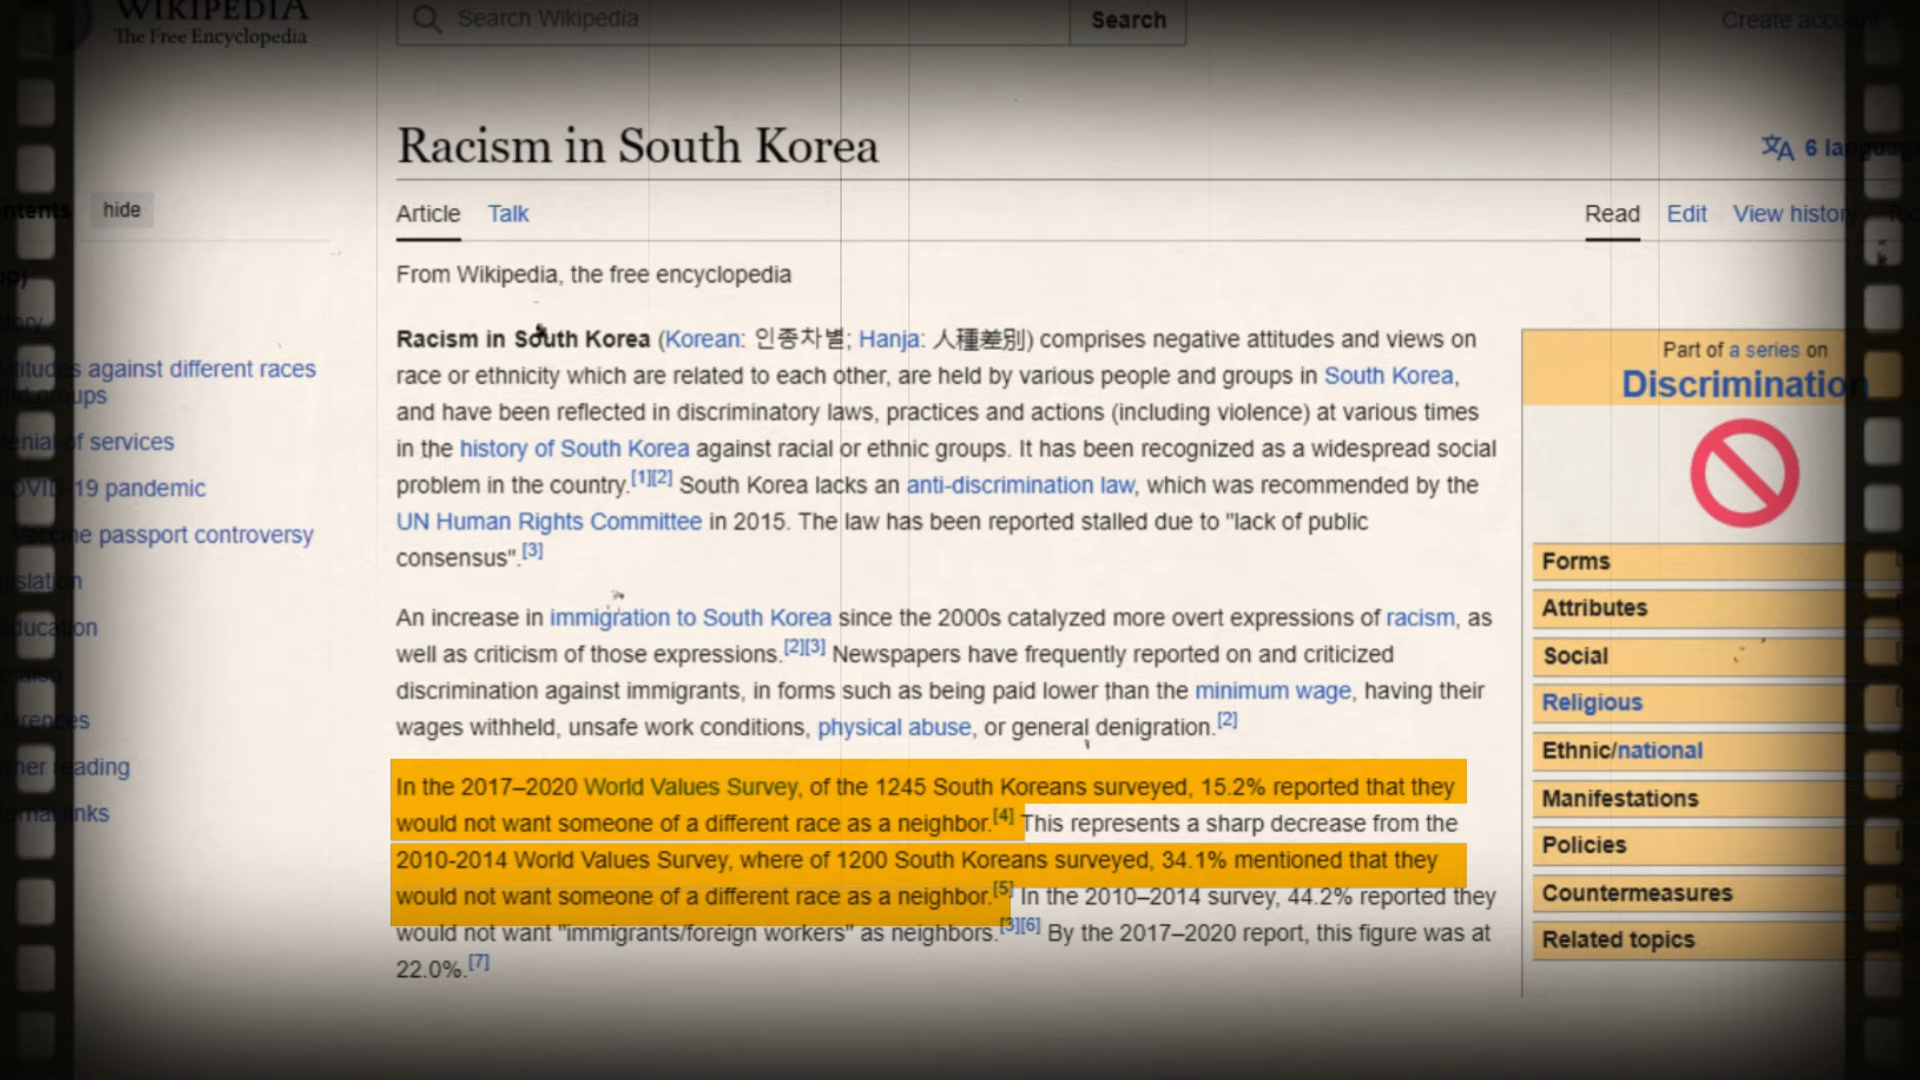 WIKIPEDIA
The Free Encyclopedia
Search Wikipedia
Search
Create
Racism in South Korea
6
hide
Article
Talk
Read
Edit
View history
From Wikipedia, the free encyclopedia
Racism in South Korea (Korean: 인종차별; Hanja: 人種差別) comprises negative attitudes and views on
race or ethnicity which are related to each other, are held by various people and groups in South Korea,
and have been reflected in discriminatory laws, practices and actions (including violence) at various times
in the history of South Korea against racial or ethnic groups. It has been recognized as a widespread social
problem in the country.[1][2] South Korea lacks an anti-discrimination law, which was recommended by the
UN Human Rights Committee in 2015. The law has been reported stalled due to "lack of public
consensus".[3]
An increase in immigration to South Korea since the 2000s catalyzed more overt expressions of racism, as
well as criticism of those expressions.[2][3] Newspapers have frequently reported on and criticized
discrimination against immigrants, in forms such as being paid lower than the minimum wage, having their
wages withheld, unsafe work conditions, physical abuse, or general denigration.[2]
In the 2017–2020 World Values Survey, of the 1245 South Koreans surveyed, 15.2% reported that they
would not want someone of a different race as a neighbor.[4] This represents a sharp decrease from the
2010-2014 World Values Survey, where of 1200 South Koreans surveyed, 34.1% mentioned that they
would not want someone of a different race as a neighbor.[5] In the 2010–2014 survey, 44.2% reported they
would not want "immigrants/foreign workers" as neighbors.[3][6] By the 2017–2020 report, this figure was at
22.0%.[7]
against different races
groups
of services
19 pandemic
passport controversy
reading
links
Part of a series on
Discrimination
Forms
Attributes
Social
Religious
Ethnic/national
Manifestations
Policies
Countermeasures
Related topics